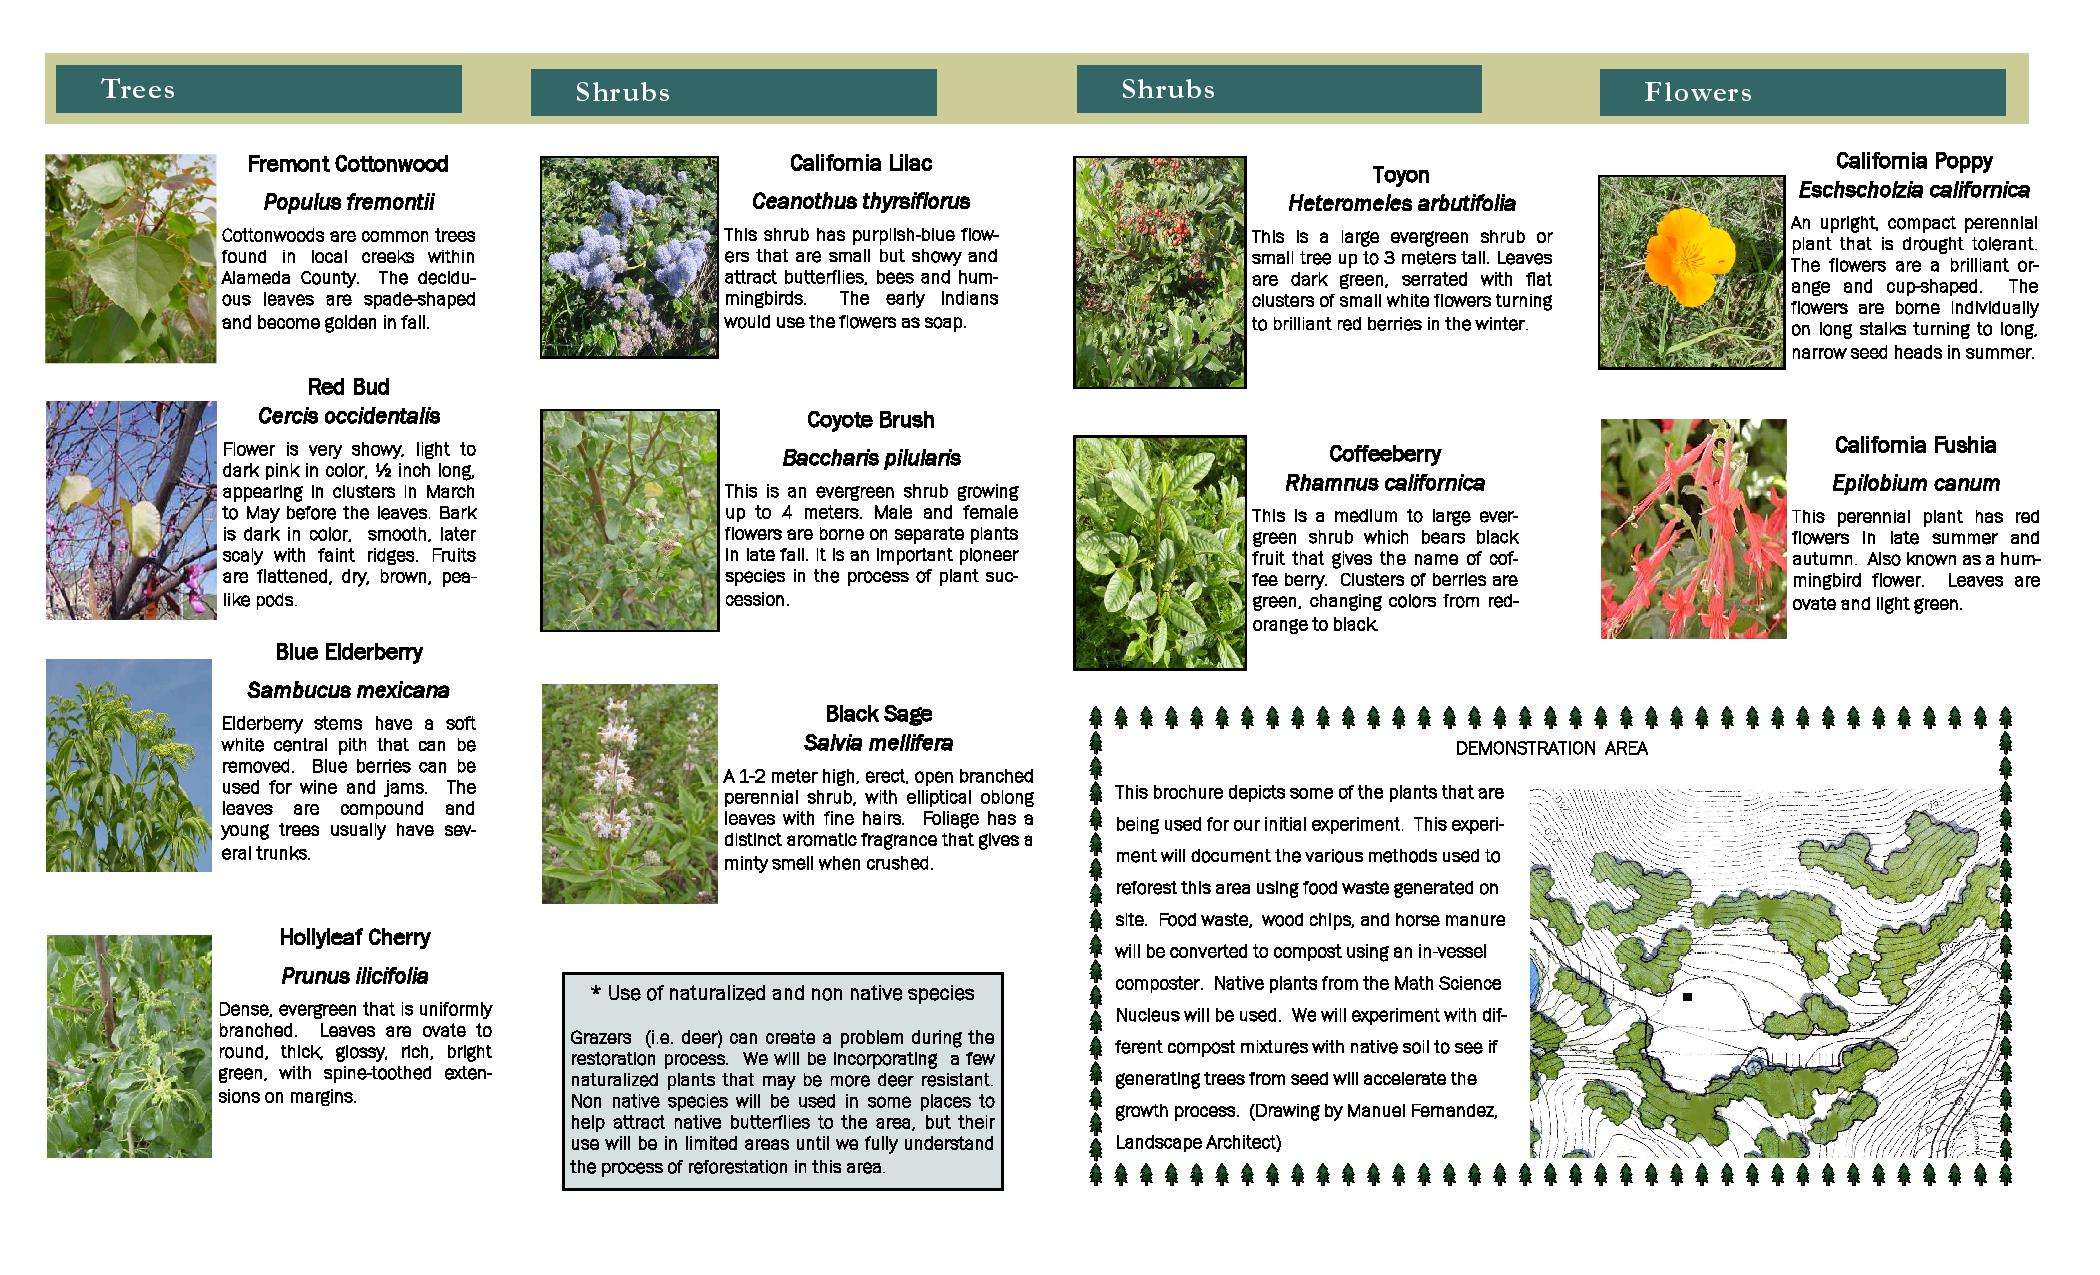 Trees
Fremont Cottonwood
Populus fremontii
Cottonwoods are common trees
found in local creeks within
Alameda County. The decidu-
ous leaves are spade-shaped
and become golden in fall.
Red Bud
Cercis occidentalis
Flower is very showy, light to
dark pink in color, ½ inch long,
appearing in clusters in March
to May before the leaves. Bark
is dark in color, smooth, later
scaly with faint ridges. Fruits
are flattened, dry, brown, pea-
like pods.
Blue Elderberry
Sambucus mexicana
Elderberry stems have a soft
white central pith that can be
removed. Blue berries can be
used for wine and jams. The
leaves are compound and
young trees usually have sev-
eral trunks.
Hollyleaf Cherry
Prunus ilicifolia
Dense, evergreen that is uniformly
branched. Leaves are ovate to
round, thick, glossy, rich, bright
green, with spine-toothed exten-
sions on margins.
Shrubs
California Lilac
Ceanothus thyrsiflorus
This shrub has purplish-blue flow-
ers that are small but showy and
attract butterflies, bees and hum-
mingbirds. The early Indians
would use the flowers as soap.
Coyote Brush
Baccharis pilularis
This is an evergreen shrub growing
up to 4 meters. Male and female
flowers are borne on separate plants
in late fall. It is an important pioneer
species in the process of plant suc-
cession.
Black Sage
Salvia mellifera
A 1-2 meter high, erect, open branched
perennial shrub, with elliptical oblong
leaves with fine hairs. Foliage has a
distinct aromatic fragrance that gives a
minty smell when crushed.
* Use of naturalized and non native species
Grazers (i.e. deer) can create a problem during the
restoration process. We will be incorporating a few
naturalized plants that may be more deer resistant.
Non native species will be used in some places to
help attract native butterflies to the area, but their
use will be in limited areas until we fully understand
the process of reforestation in this area.
Shrubs
Toyon
Heteromeles arbutifolia
This is a large evergreen shrub or
small tree up to 3 meters tall. Leaves
are dark green, serrated with flat
clusters of small white flowers turning
to brilliant red berries in the winter.
Coffeeberry
Rhamnus californica
This is a medium to large ever-
green shrub which bears black
fruit that gives the name of cof-
fee berry. Clusters of berries are
green, changing colors from red-
orange to black.
Flowers
California Poppy
Eschscholzia californica
An upright, compact perennial
plant that is drought tolerant.
The flowers are a brilliant or-
ange and cup-shaped. The
flowers are borne individually
on long stalks turning to long,
narrow seed heads in summer.
California Fushia
Epilobium canum
This perennial plant has red
flowers in late summer and
autumn. Also known as a hum-
mingbird flower. Leaves are
ovate and light green.
DEMONSTRATION AREA
This brochure depicts some of the plants that are
being used for our initial experiment. This experi-
ment will document the various methods used to
reforest this area using food waste generated on
site. Food waste, wood chips, and horse manure
will be converted to compost using an in-vessel
composter. Native plants from the Math Science
Nucleus will be used. We will experiment with dif-
ferent compost mixtures with native soil to see if
generating trees from seed will accelerate the
growth process. (Drawing by Manuel Fernandez,
Landscape Architect)